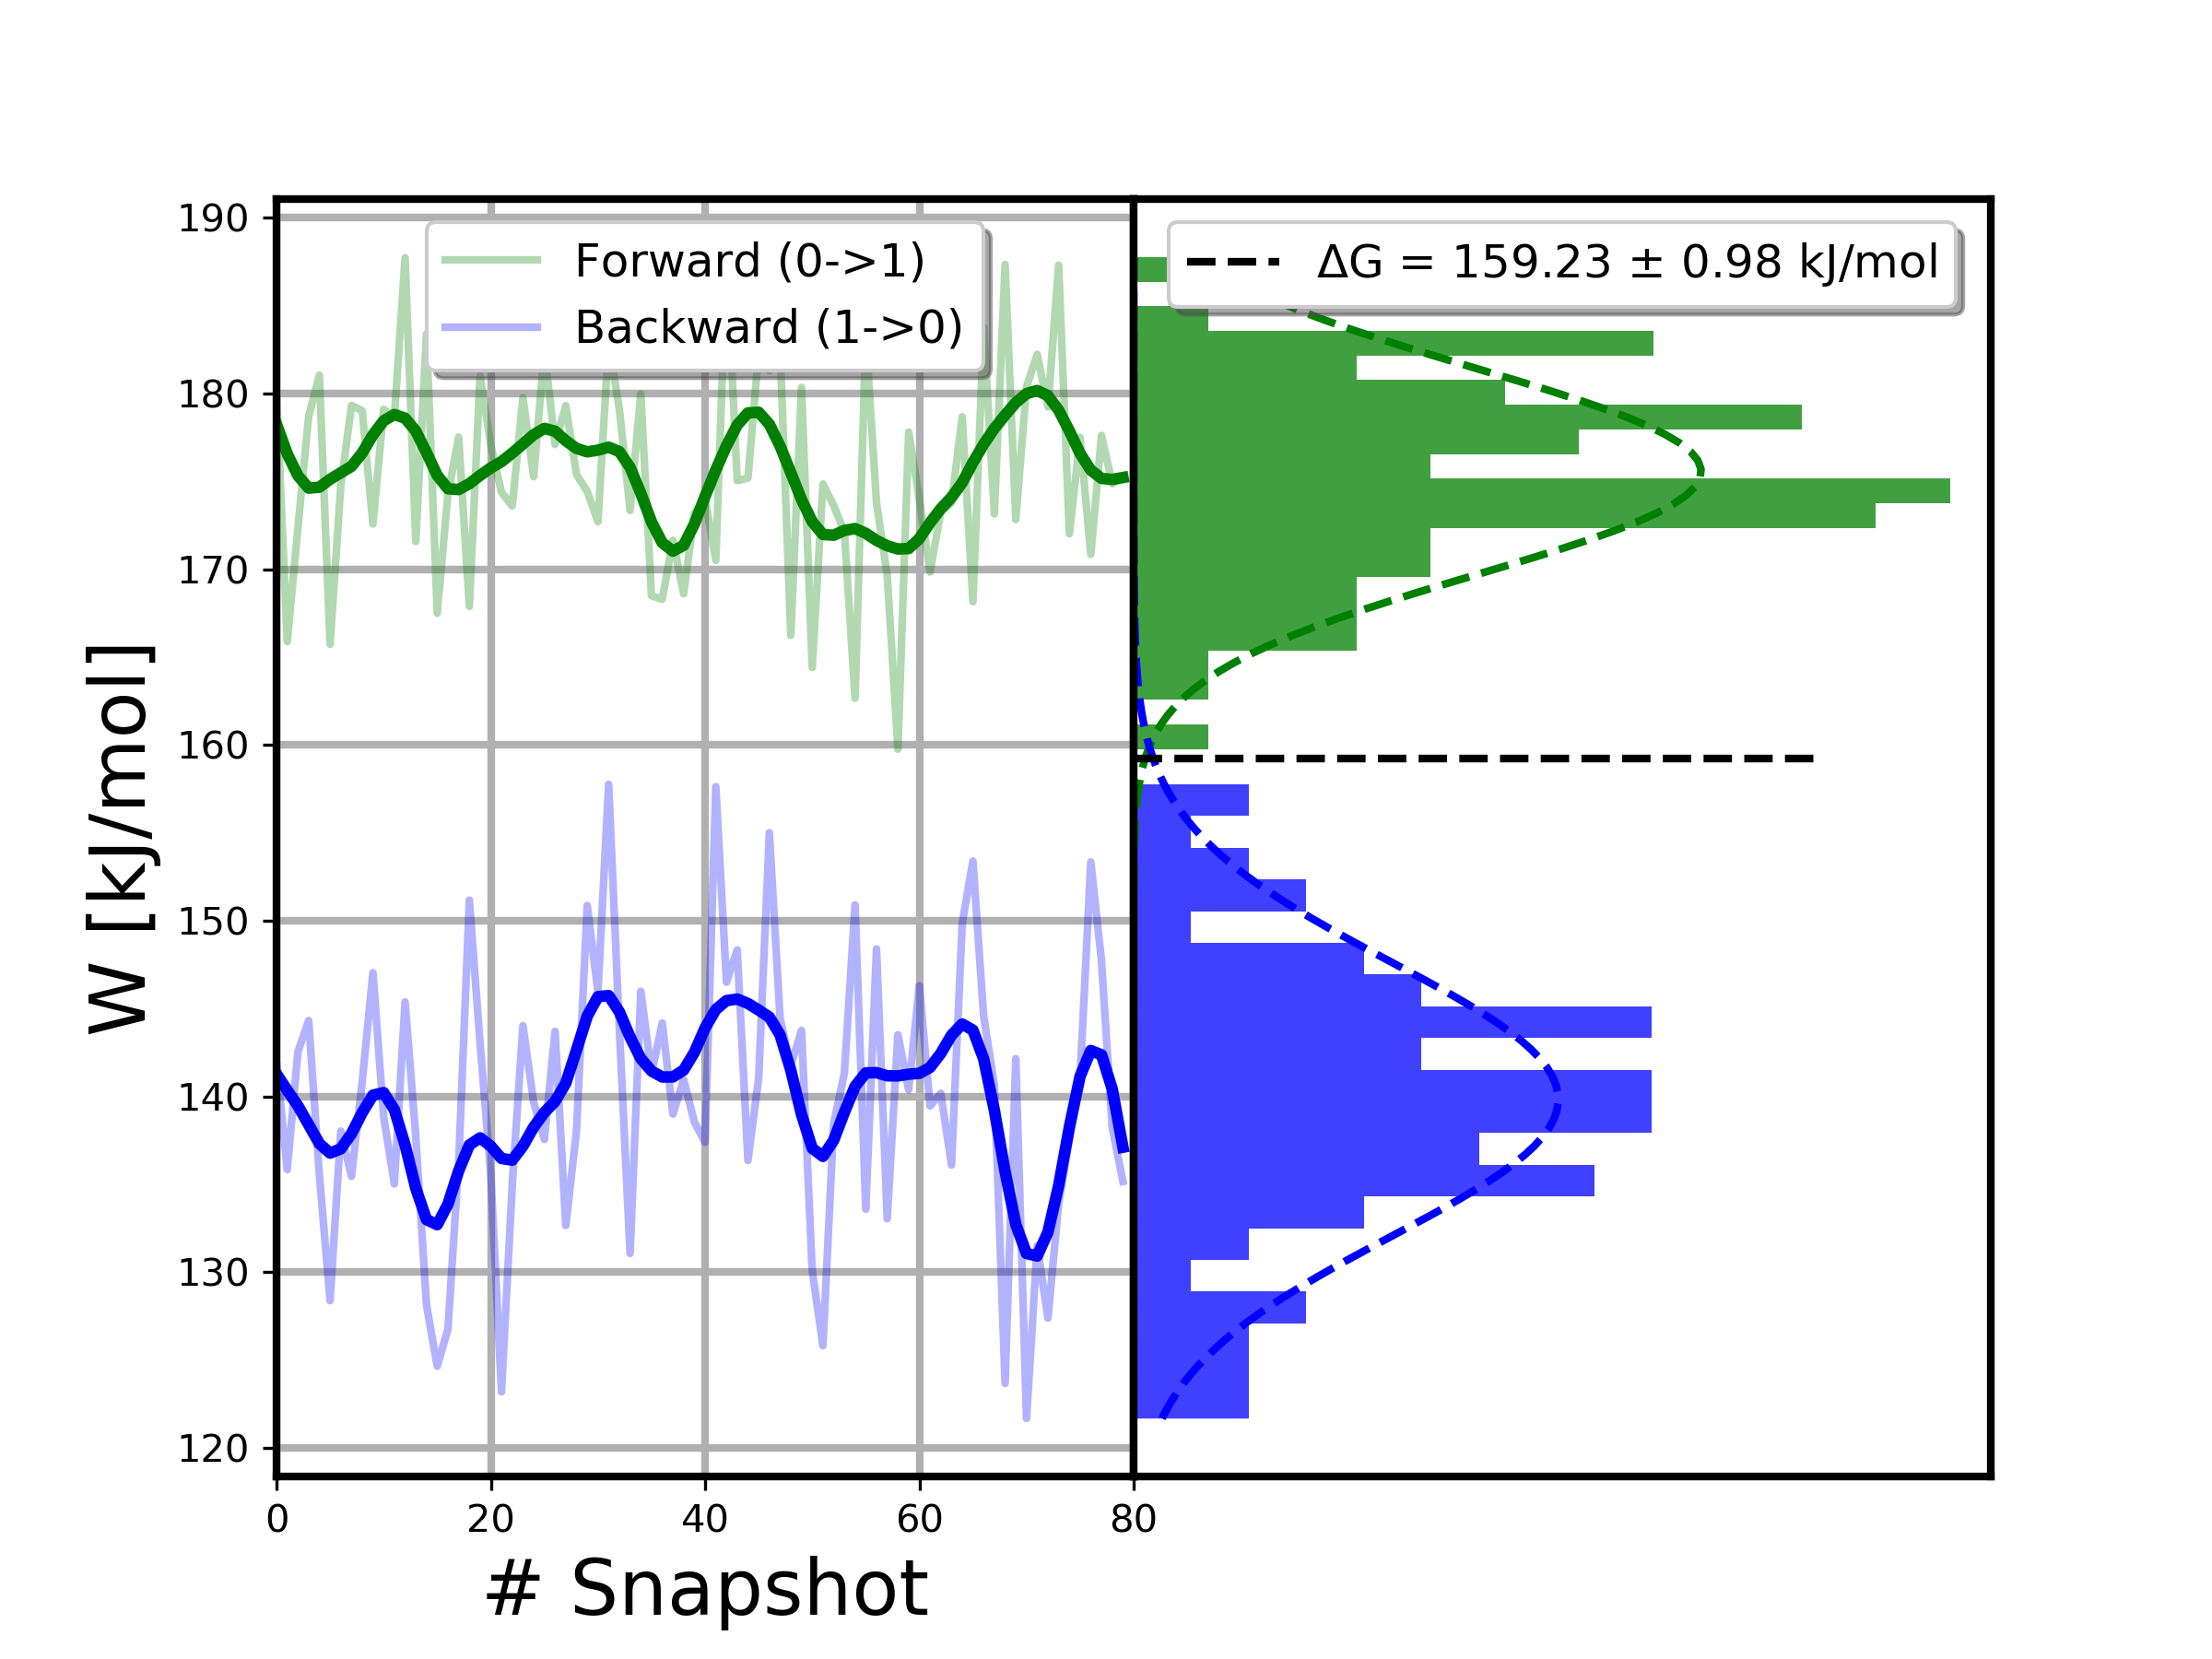 Forward (0->1)
Backward (1->0)
ΔG = 159.23 ± 0.98 kJ/mol
W [kJ/mol]
190
180
170
160
150
140
130
120
0 20 40 60 80
# Snapshot